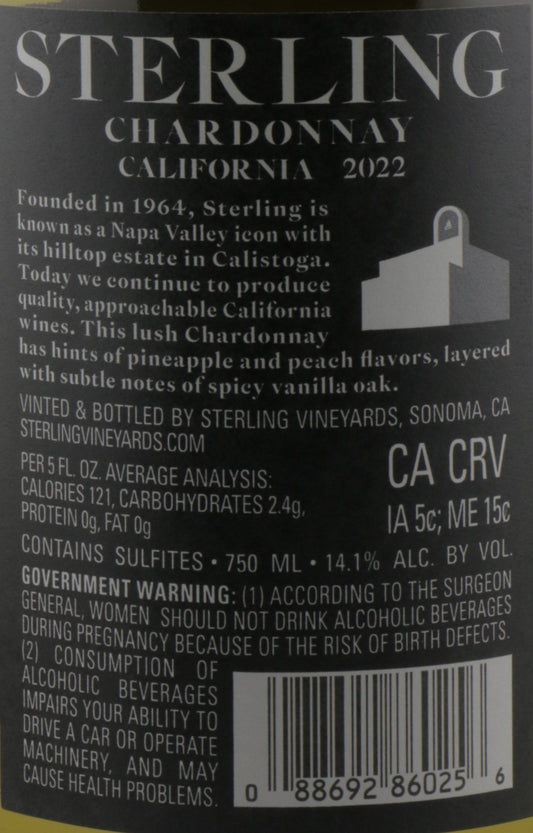 STERLING
CHARDONNAY
CALIFORNIA 2022
Founded in 1964, Sterling is
known as a Napa Valley icon with
its hilltop estate in Calistoga.
Today we continue to produce
quality, approachable California
wines. This lush Chardonnay
has hints of pineapple and peach flavors, layered
with subtle notes of spicy vanilla oak.
VINTED & BOTTLED BY STERLING VINEYARDS, SONOMA, CA
STERLINGVINEYARDS.COM
PER 5 FL. OZ. AVERAGE ANALYSIS:
CALORIES 121, CARBOHYDRATES 2.4g,
PROTEIN 0g, FAT 0g
CA CRV
IA 5c; ME 15c
CONTAINS SULFITES • 750 ML • 14.1% ALC. BY VOL.
GOVERNMENT WARNING: (1) ACCORDING TO THE SURGEON
GENERAL, WOMEN SHOULD NOT DRINK ALCOHOLIC BEVERAGES
DURING PREGNANCY BECAUSE OF THE RISK OF BIRTH DEFECTS.
(2) CONSUMPTION OF
ALCOHOLIC BEVERAGES
IMPAIRS YOUR ABILITY TO
DRIVE A CAR OR OPERATE
MACHINERY, AND MAY
CAUSE HEALTH PROBLEMS.
0 88692 86025 6